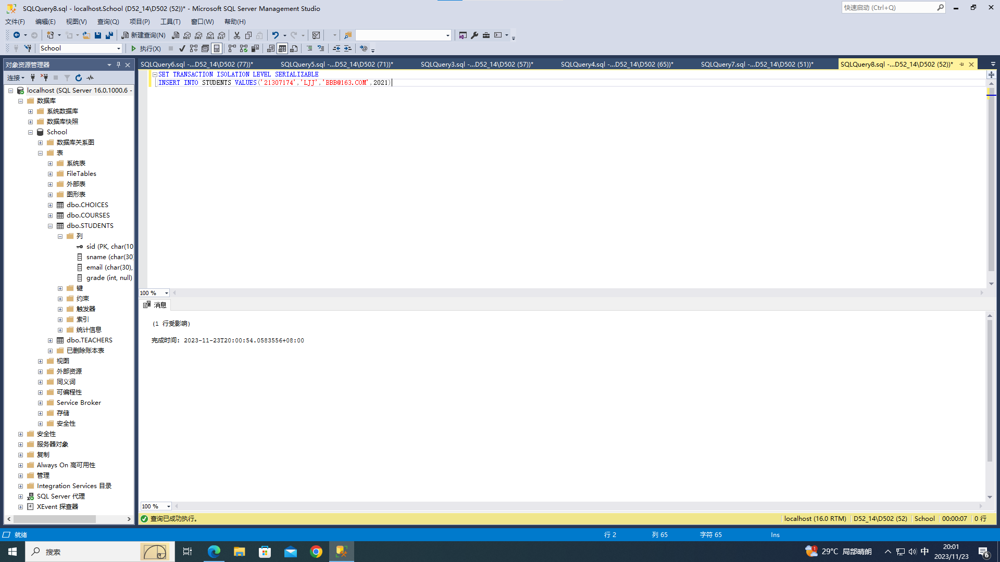 SQLQuery8.sql - localhost.School (D52_14\D502 (52))* - Microsoft SQL Server Management Studio
快速启动 (Ctrl+Q)
文件(F) 编辑(E) 视图(V) 查询(Q) 项目(P) 工具(T) 窗口(W) 帮助(H)
新建查询(N)
MDX DMX XMLA DAX
School 执行(X)
对象资源管理器
SQLQuery6.sql -...D52_14\D502 (77))* SQLQuery5.sql -...D52_14\D502 (71))* SQLQuery3.sql -...D52_14\D502 (57))* SQLQuery4.sql -...D52_14\D502 (65))* SQLQuery7.sql -...D52_14\D502 (51))* SQLQuery8.sql -...D52_14\D502 (52))*
连接
localhost (SQL Server 16.0.1000.6 -
数据库
系统数据库
数据库快照
School
数据库关系图
表
系统表
FileTables
外部表
图形表
dbo.CHOICES
dbo.COURSES
dbo.STUDENTS
列
sid (PK, char(10
sname (char(30)
email (char(30),
grade (int, null)
键
约束
触发器
索引
统计信息
dbo.TEACHERS
已删除账本表
视图
外部资源
同义词
可编程性
Service Broker
存储
安全性
安全性
服务器对象
复制
Always On 高可用性
管理
Integration Services 目录
SQL Server 代理
XEvent 探查器
SET TRANSACTION ISOLATION LEVEL SERIALIZABLE
INSERT INTO STUDENTS VALUES('21307174','LJJ','BBB@163.COM',2021)
100 %
消息
(1 行受影响)
完成时间: 2023-11-23T20:00:54.0583556+08:00
100 %
查询已成功执行。
localhost (16.0 RTM) D52_14\D502 (52) School 00:00:07 0 行
就绪
行 2 列 65 字符 65 Ins
搜索
1
29°C 局部晴朗
中
20:01
2023/11/23
6